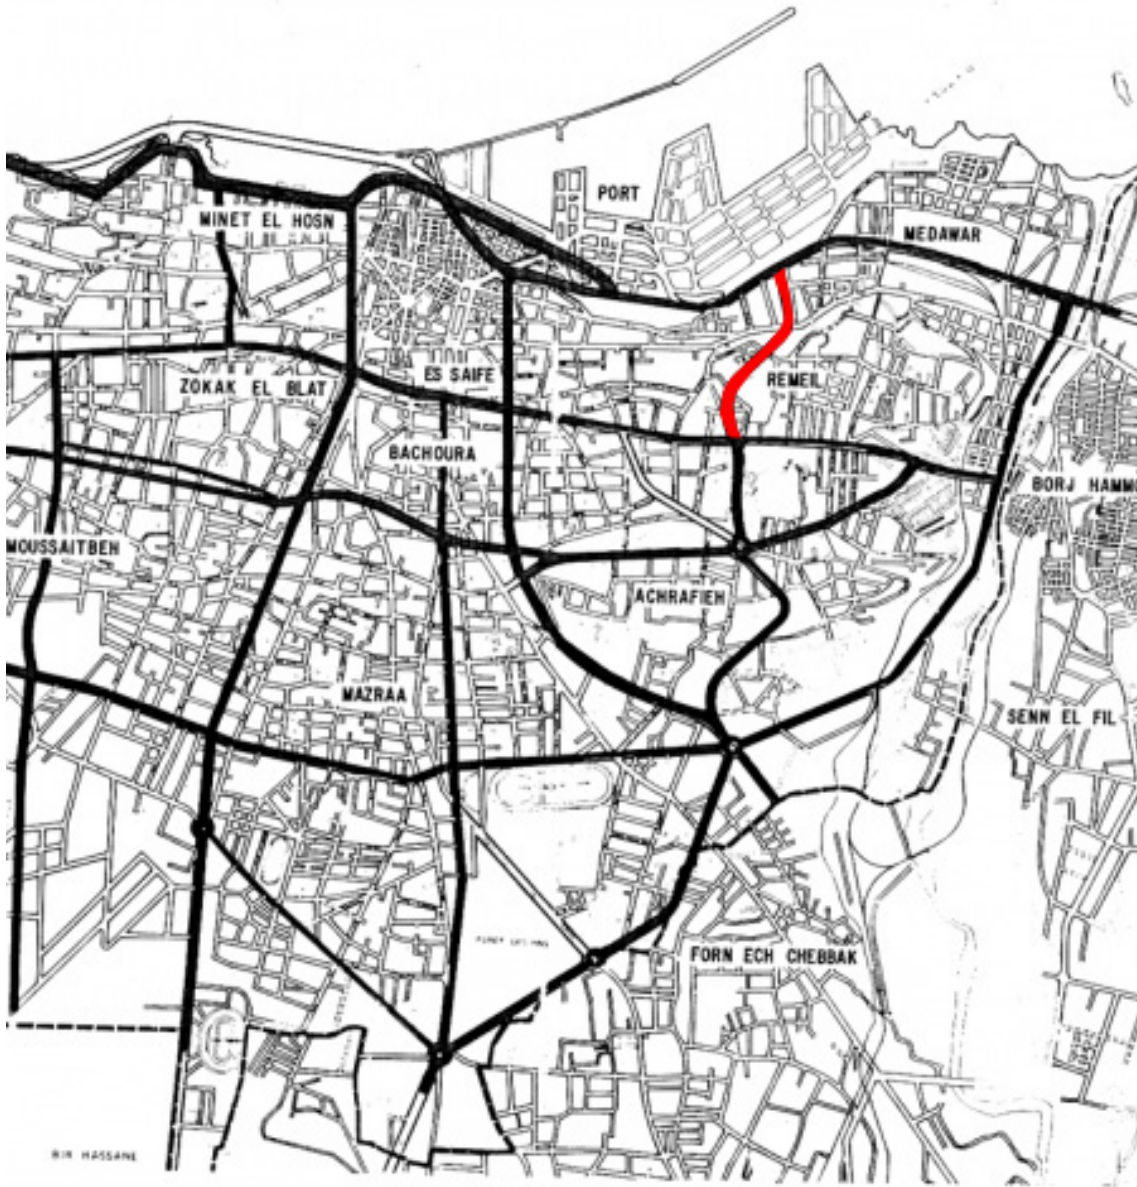 PORT
MINET EL HOSN
MEDAWAR
ES SAIFE
REMEIL
ZOKAK EL BLAT
BACHOURA
BORJ HAMMO
MOUSSAITBEH
ACHRAFIEH
MAZRAA
SENN EL FIL
FORN ECH CHEBBAK
BIR HASSANE